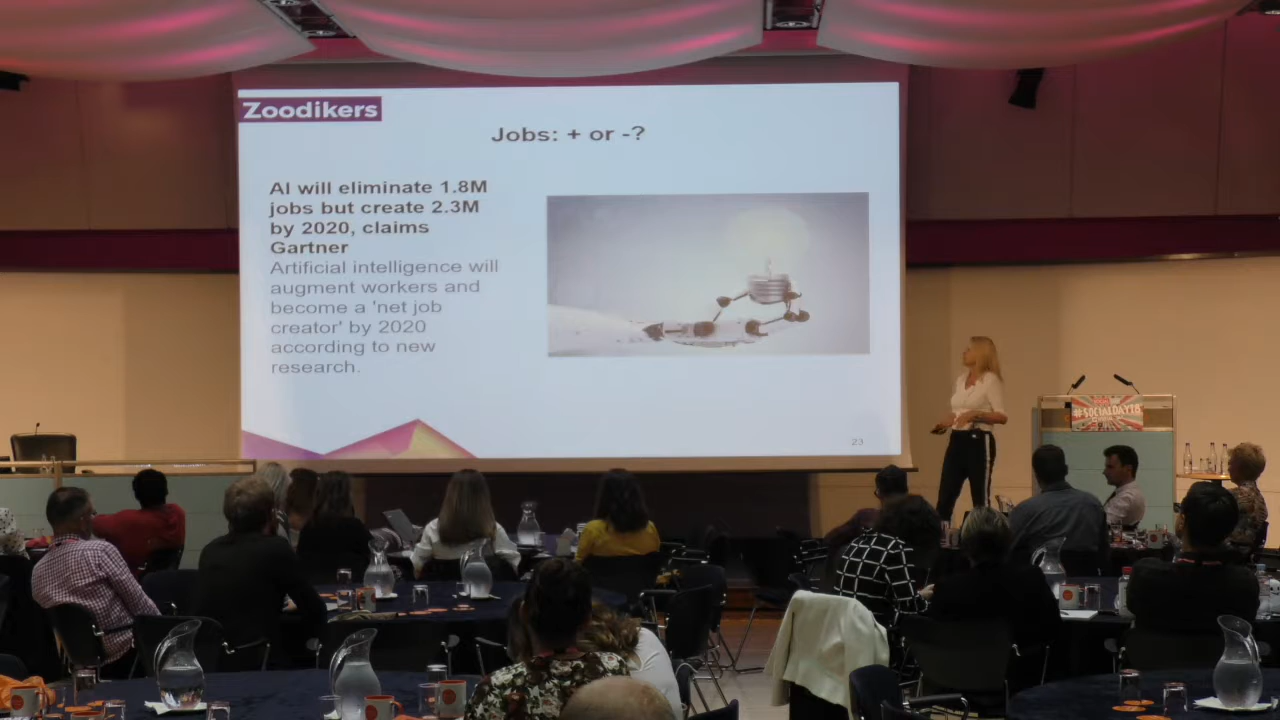 Zoodikers
Jobs: + or -?
AI will eliminate 1.8M
jobs but create 2.3M
by 2020, claims
Gartner
Artificial intelligence will
augment workers and
become a 'net job
creator' by 2020
according to new
research.
23
#SOCIALDAY18